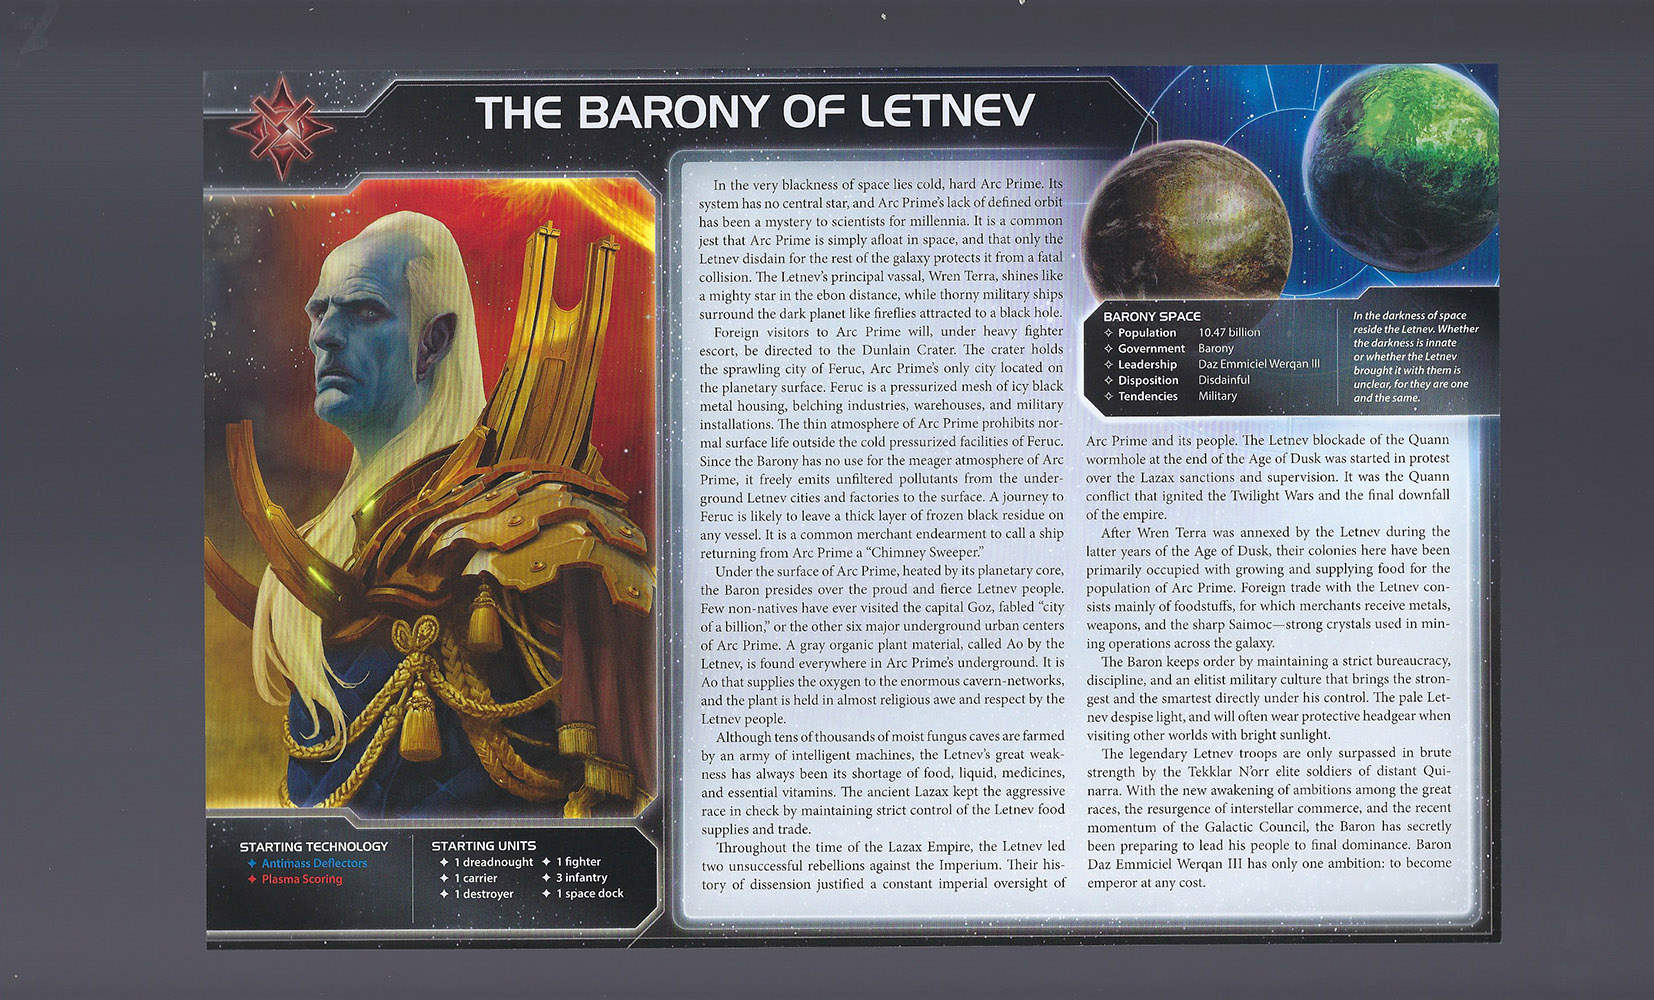 THE BARONY OF LETNEV
In the very blackness of space lies cold, hard Arc Prime. Its
system has no central star, and Arc Prime's lack of defined orbit
has been a mystery to scientists for millennia. It is a common
jest that Arc Prime is simply afloat in space, and that only the
Letnev disdain for the rest of the galaxy protects it from a fatal
collision. The Letnev's principal vassal, Wren Terra, shines like
a mighty star in the ebon distance, while thorny military ships
surround the dark planet like fireflies attracted to a black hole.
Foreign visitors to Arc Prime will, under heavy fighter
escort, be directed to the Dunlain Crater. The crater holds
the sprawling city of Feruc, Arc Prime's only city located on
the planetary surface. Feruc is a pressurized mesh of icy black
metal housing, belching industries, warehouses, and military
installations. The thin atmosphere of Arc Prime prohibits nor-
mal surface life outside the cold pressurized facilities of Feruc.
Since the Barony has no use for the meager atmosphere of Arc
Prime, it freely emits unfiltered pollutants from the under-
ground Letnev cities and factories to the surface. A journey to
Feruc is likely to leave a thick layer of frozen black residue on
any vessel. It is a common merchant endearment to call a ship
returning from Arc Prime a “Chimney Sweeper.”
Under the surface of Arc Prime, heated by its planetary core,
the Baron presides over the proud and fierce Letnev people.
Few non-natives have ever visited the capital Goz, fabled “city
of a billion,” or the other six major underground urban centers
of Arc Prime. A gray organic plant material, called Ao by the
Letnev, is found everywhere in Arc Prime's underground. It is
Ao that supplies the oxygen to the enormous cavern-networks,
and the plant is held in almost religious awe and respect by the
Letnev people.
Although tens of thousands of moist fungus caves are farmed
by an army of intelligent machines, the Letnev's great weak-
ness has always been its shortage of food, liquid, medicines,
and essential vitamins. The ancient Lazax kept the aggressive
race in check by maintaining strict control of the Letnev food
supplies and trade.
Throughout the time of the Lazax Empire, the Letnev led
two unsuccessful rebellions against the Imperium. Their his-
tory of dissension justified a constant imperial oversight of
BARONY SPACE
✧ Population 10.47 billion
✧ Government Barony
✧ Leadership Daz Emmiciel Werqan III
✧ Disposition Disdainful
✧ Tendencies Military
In the darkness of space
reside the Letnev. Whether
the darkness is innate
or whether the Letnev
brought it with them is
unclear, for they are one
and the same.
Arc Prime and its people. The Letnev blockade of the Quann
wormhole at the end of the Age of Dusk was started in protest
over the Lazax sanctions and supervision. It was the Quann
conflict that ignited the Twilight Wars and the final downfall
of the empire.
After Wren Terra was annexed by the Letnev during the
latter years of the Age of Dusk, their colonies here have been
primarily occupied with growing and supplying food for the
population of Arc Prime. Foreign trade with the Letnev con-
sists mainly of foodstuffs, for which merchants receive metals,
weapons, and the sharp Saimoc—strong crystals used in min-
ing operations across the galaxy.
The Baron keeps order by maintaining a strict bureaucracy,
discipline, and an elitist military culture that brings the stron-
gest and the smartest directly under his control. The pale Let-
nev despise light, and will often wear protective headgear when
visiting other worlds with bright sunlight.
The legendary Letnev troops are only surpassed in brute
strength by the Tekklar N'orr elite soldiers of distant Qui-
narra. With the new awakening of ambitions among the great
races, the resurgence of interstellar commerce, and the recent
momentum of the Galactic Council, the Baron has secretly
been preparing to lead his people to final dominance. Baron
Daz Emmiciel Werqan III has only one ambition: to become
emperor at any cost.
STARTING TECHNOLOGY
✦ Antimass Deflectors
✦ Plasma Scoring
STARTING UNITS
✦ 1 dreadnought ✦ 1 fighter
✦ 1 carrier ✦ 3 infantry
✦ 1 destroyer ✦ 1 space dock